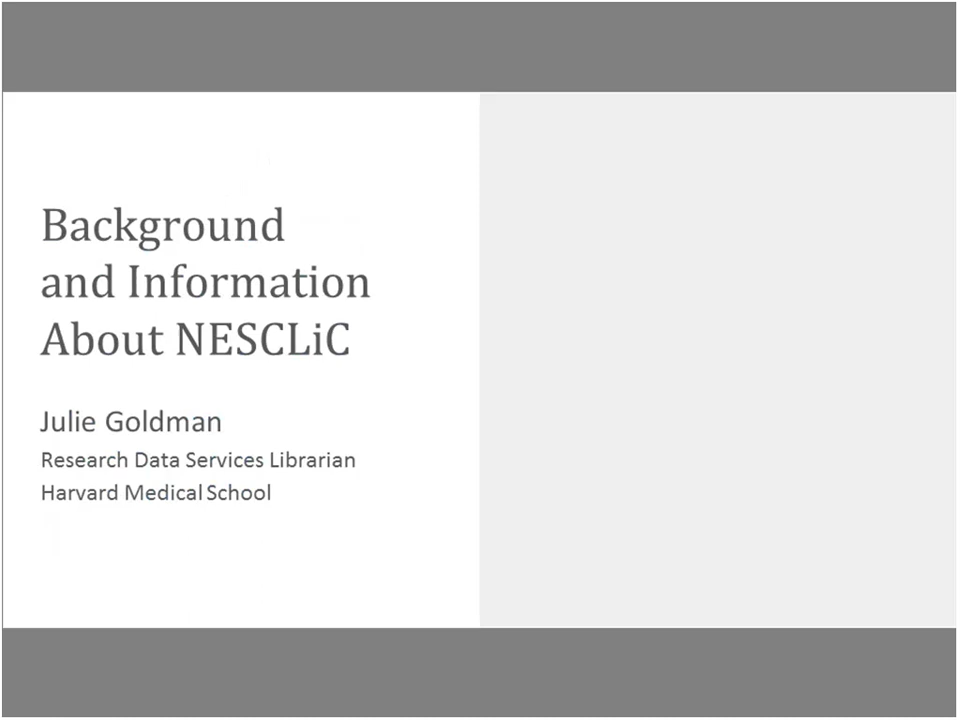 Background
and Information
About NESCLiC
Julie Goldman
Research Data Services Librarian
Harvard Medical School